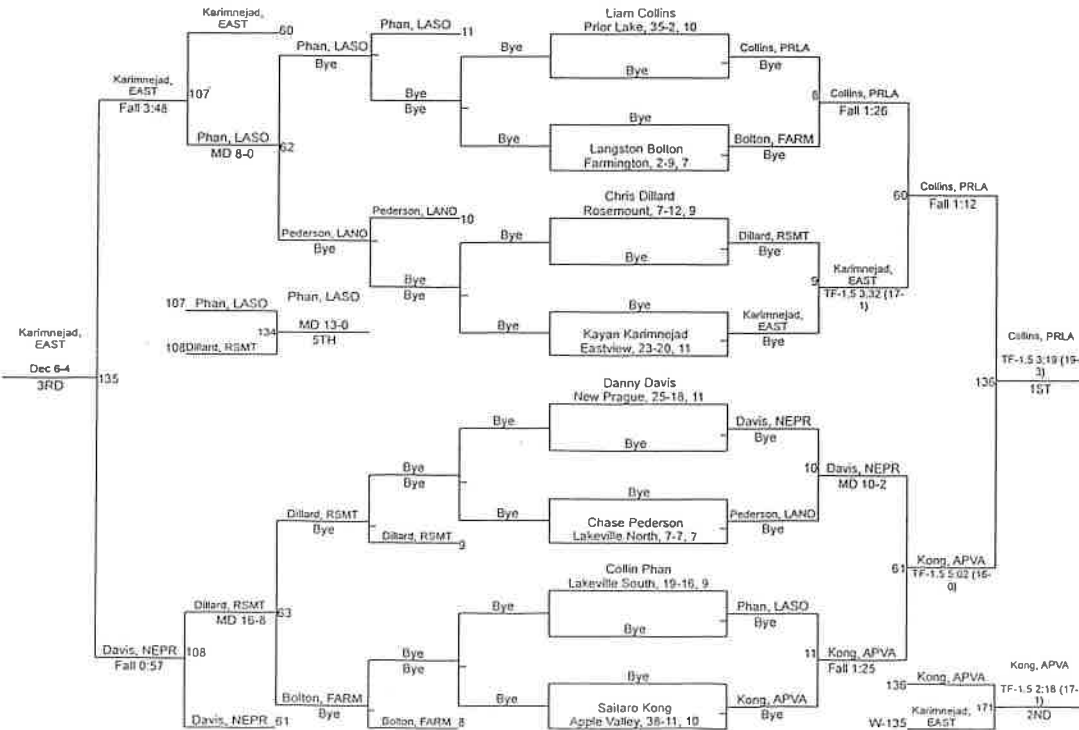 Karimnejad,
EAST
60
Phan, LASO
11
Phan, LASO
Bye
Karimnejad,
EAST
Fall 3:48
107
Phan, LASO
MD 8-0
62
Bye
Bye
Pederson, LAND
10
Pederson, LAND
Bye
Bye
Bye
107 Phan, LASO
108 Dillard, RSMT
134
Phan, LASO
MD 13-0
5TH
Karimnejad,
EAST
Dec 6-4
3RD
135
Bye
Bye
Dillard, RSMT
Bye
Dillard, RSMT
9
Dillard, RSMT
MD 16-8
63
Davis, NEPR
Fall 0:57
108
Bye
Bye
Bolton, FARM
Bye
Bolton, FARM 8
Davis, NEPR 61
Bye
Liam Collins
Prior Lake, 35-2, 10
Bye
Collins, PRLA
Bye
Bye
Bye
Langston Bolton
Farmington, 2-9, 7
Bolton, FARM
Bye
8
Collins, PRLA
Fall 1:26
Bye
Chris Dillard
Rosemount, 7-12, 9
Bye
Dillard, RSMT
Bye
Bye
Bye
Kayan Karimnejad
Eastview, 23-20, 11
Karimnejad,
EAST
Bye
9
Karimnejad,
EAST
TF-1.5 3:32 (17-
1)
60
Collins, PRLA
Fall 1:12
Bye
Danny Davis
New Prague, 25-18, 11
Bye
Davis, NEPR
Bye
Bye
Bye
Chase Pederson
Lakeville North, 7-7, 7
Pederson, LAND
Bye
10
Davis, NEPR
MD 10-2
Bye
Collin Phan
Lakeville South, 19-16, 9
Bye
Phan, LASO
Bye
Bye
Bye
Saitaro Kong
Apple Valley, 38-11, 10
Kong, APVA
Bye
11
Kong, APVA
Fall 1:25
61
Kong, APVA
TF-1.5 5:02 (16-
0)
136
Collins, PRLA
TF-1.5 3:19 (19-
3)
1ST
136 Kong, APVA
W-135
Karimnejad,
EAST
171
Kong, APVA
TF-1.5 2:18 (17-
1)
2ND